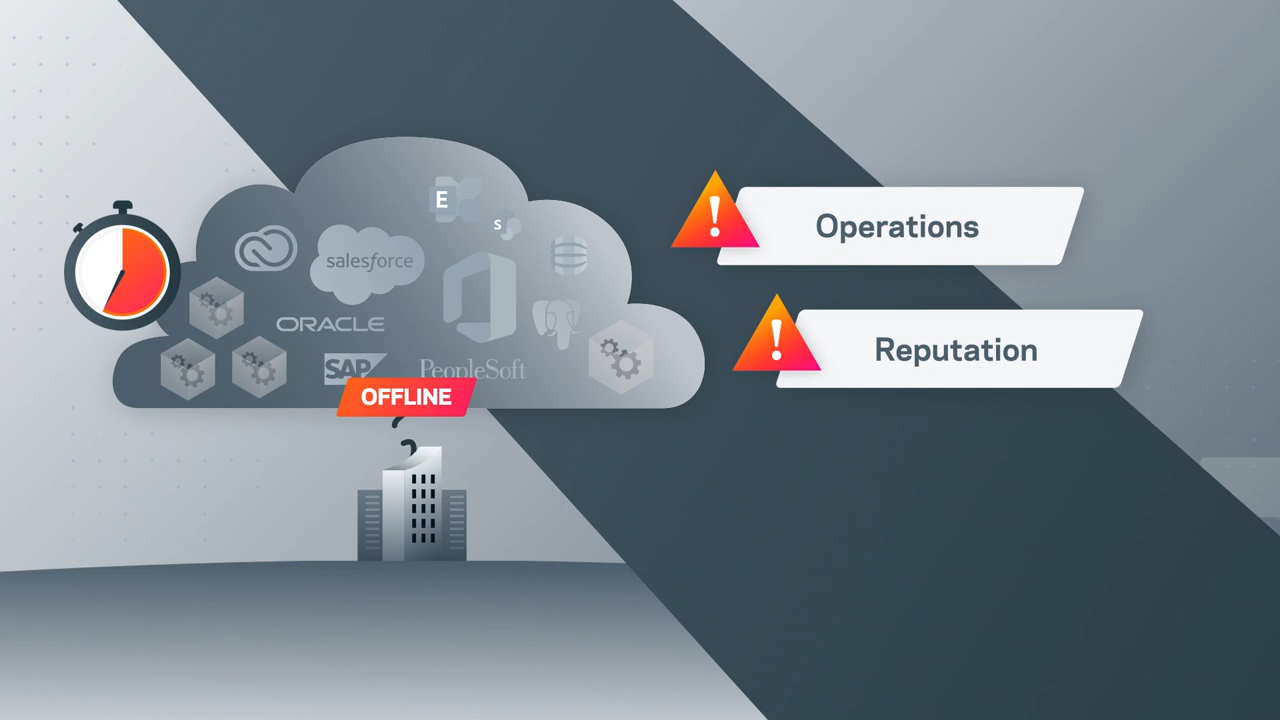 E
S
salesforce
ORACLE
SAP
PeopleSoft
OFFLINE
!
Operations
!
Reputation